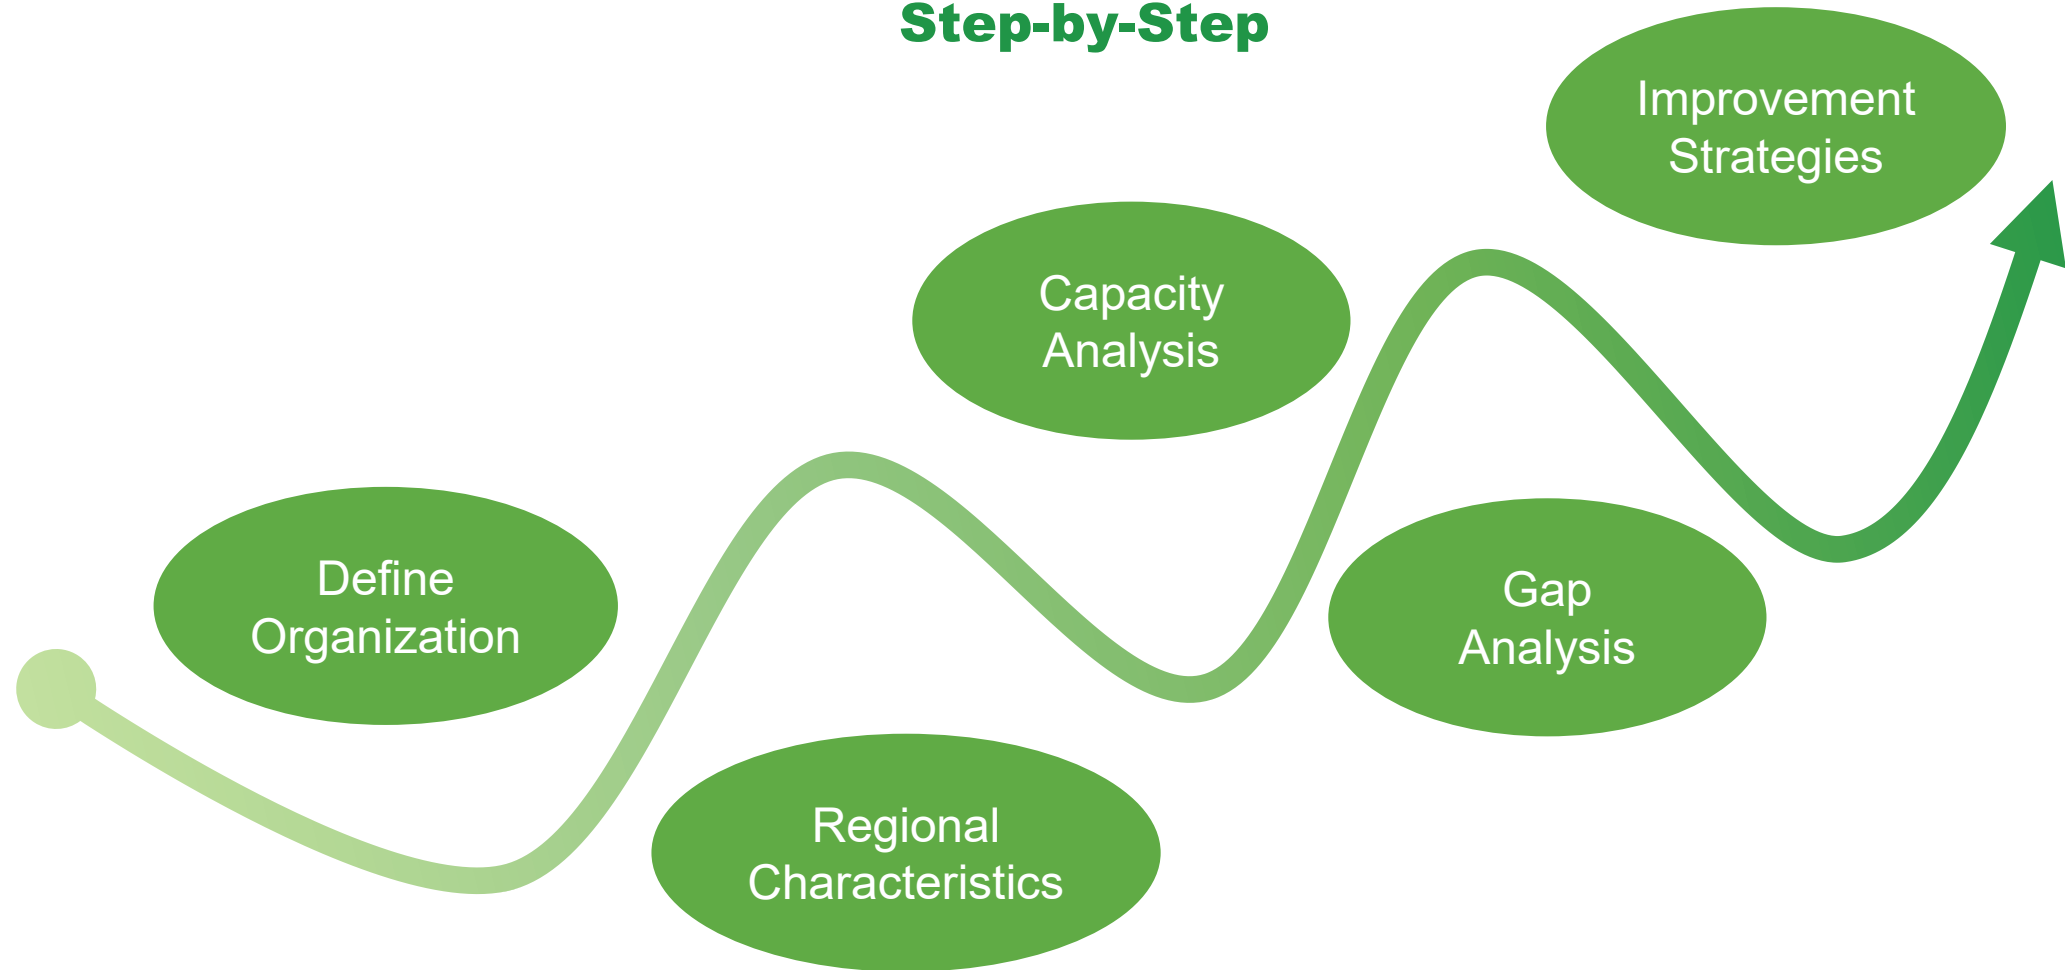 Step-by-Step
Define
Organization
Regional
Characteristics
Capacity
Analysis
Gap
Analysis
Improvement
Strategies